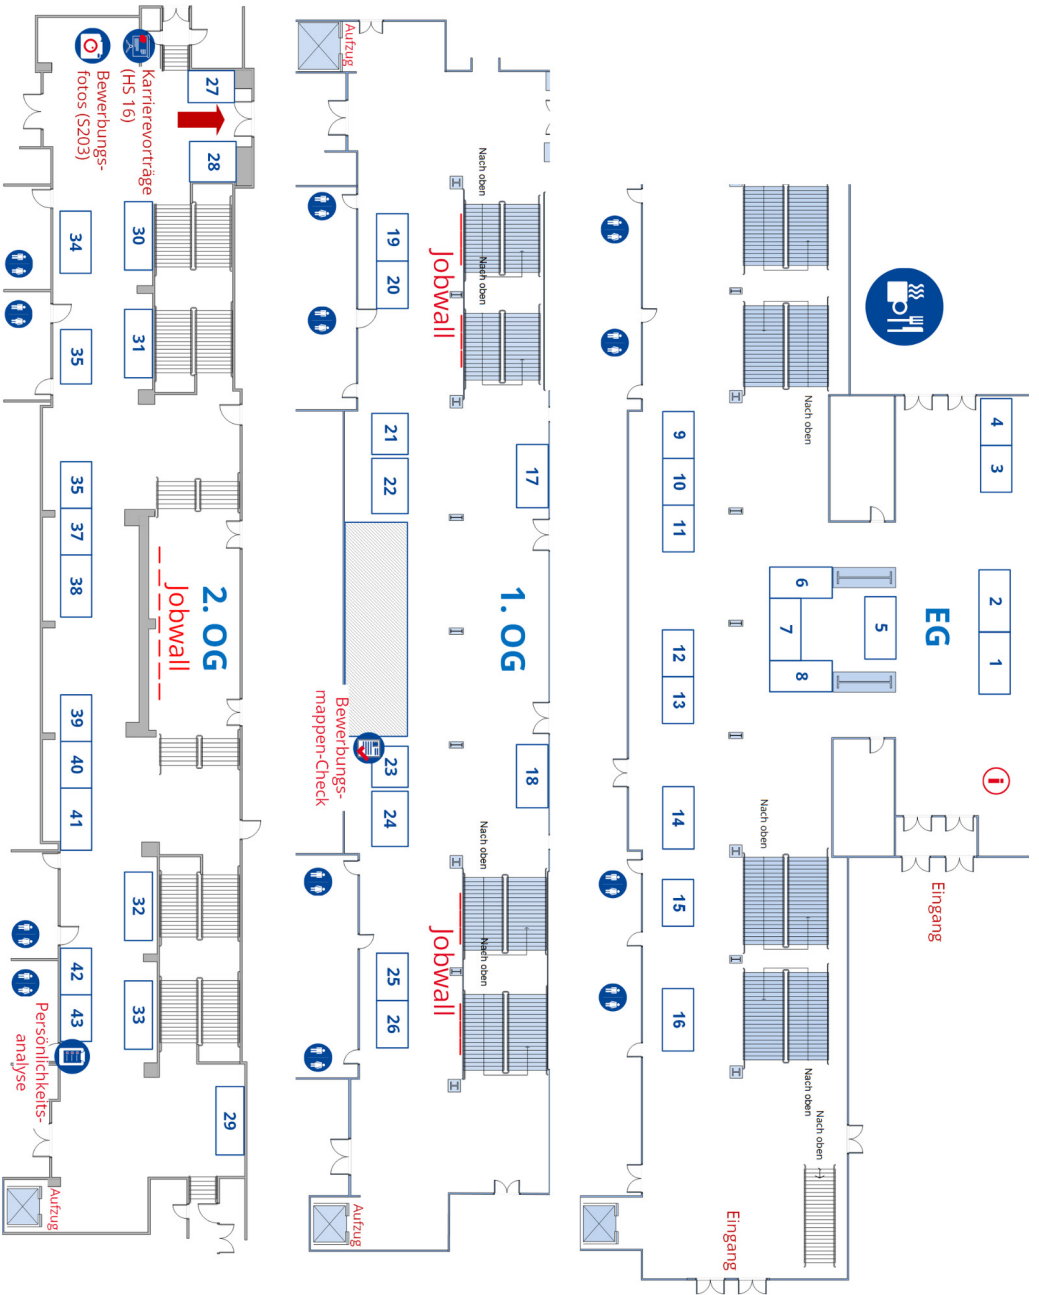 4
3
2
1
i
EG
Eingang
5
Nach oben
6
7
8
Nach oben
Nach oben
Nach oben
Eingang
9
10
11
12
13
14
15
16
17
1. OG
18
Nach oben
Nach oben
Nach oben
Nach oben
Jobwall
Jobwall
19
20
21
22
23
24
25
26
Aufzug
Bewerbungs-
mappen-Check
Aufzug
27
28
2. OG
29
Jobwall
Karrierevorträge
(HS 16)
30
31
32
33
Bewerbungs-
fotos (S203)
34
35
35
37
38
39
40
41
42
43
Persönlichkeits-
analyse
Aufzug